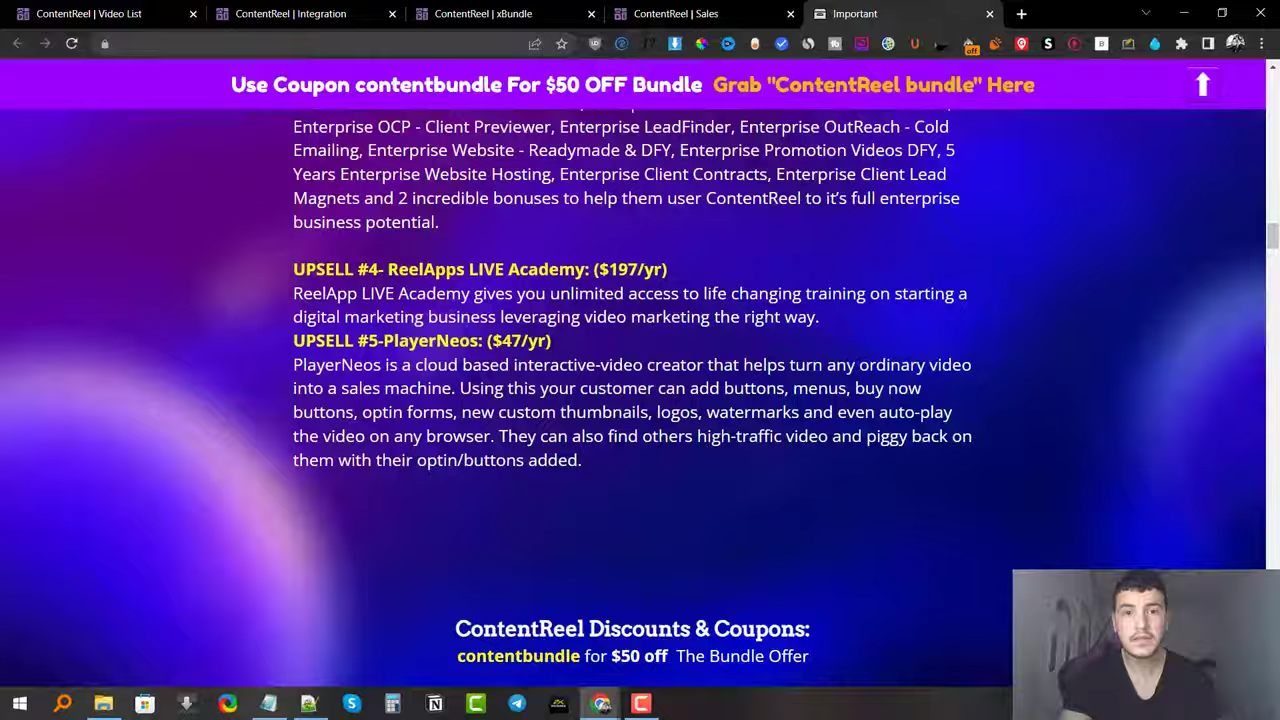 ContentReel | Video List
ContentReel | Integration
ContentReel | xBundle
ContentReel | Sales
Important
off
Use Coupon contentbundle For $50 OFF Bundle Grab "ContentReel bundle" Here
Enterprise OCP - Client Previewer, Enterprise LeadFinder, Enterprise OutReach - Cold
Emailing, Enterprise Website - Readymade & DFY, Enterprise Promotion Videos DFY, 5
Years Enterprise Website Hosting, Enterprise Client Contracts, Enterprise Client Lead
Magnets and 2 incredible bonuses to help them user ContentReel to it's full enterprise
business potential.
UPSELL #4- ReelApps LIVE Academy: ($197/yr)
ReelApp LIVE Academy gives you unlimited access to life changing training on starting a
digital marketing business leveraging video marketing the right way.
UPSELL #5-PlayerNeos: ($47/yr)
PlayerNeos is a cloud based interactive-video creator that helps turn any ordinary video
into a sales machine. Using this your customer can add buttons, menus, buy now
buttons, optin forms, new custom thumbnails, logos, watermarks and even auto-play
the video on any browser. They can also find others high-traffic video and piggy back on
them with their optin/buttons added.
ContentReel Discounts & Coupons:
contentbundle for $50 off The Bundle Offer